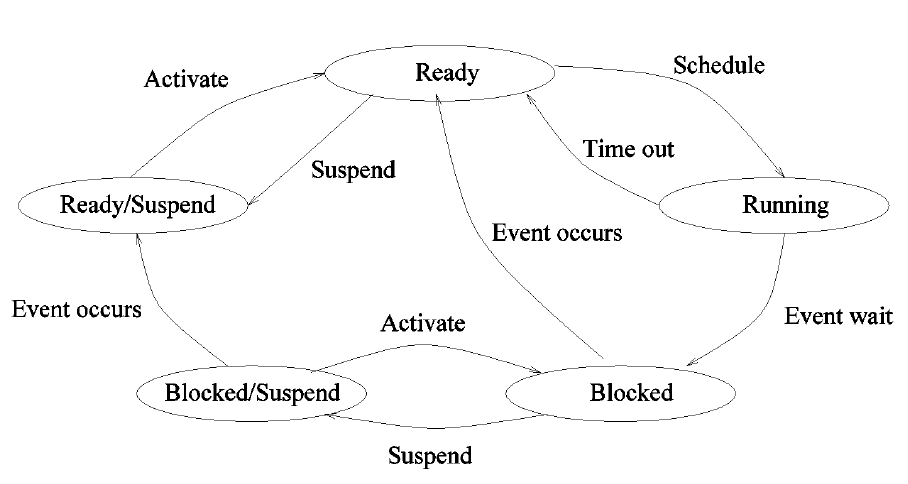 Ready
Schedule
Activate
Time out
Suspend
Ready/Suspend
Running
Event occurs
Event occurs
Event wait
Activate
Blocked/Suspend
Blocked
Suspend